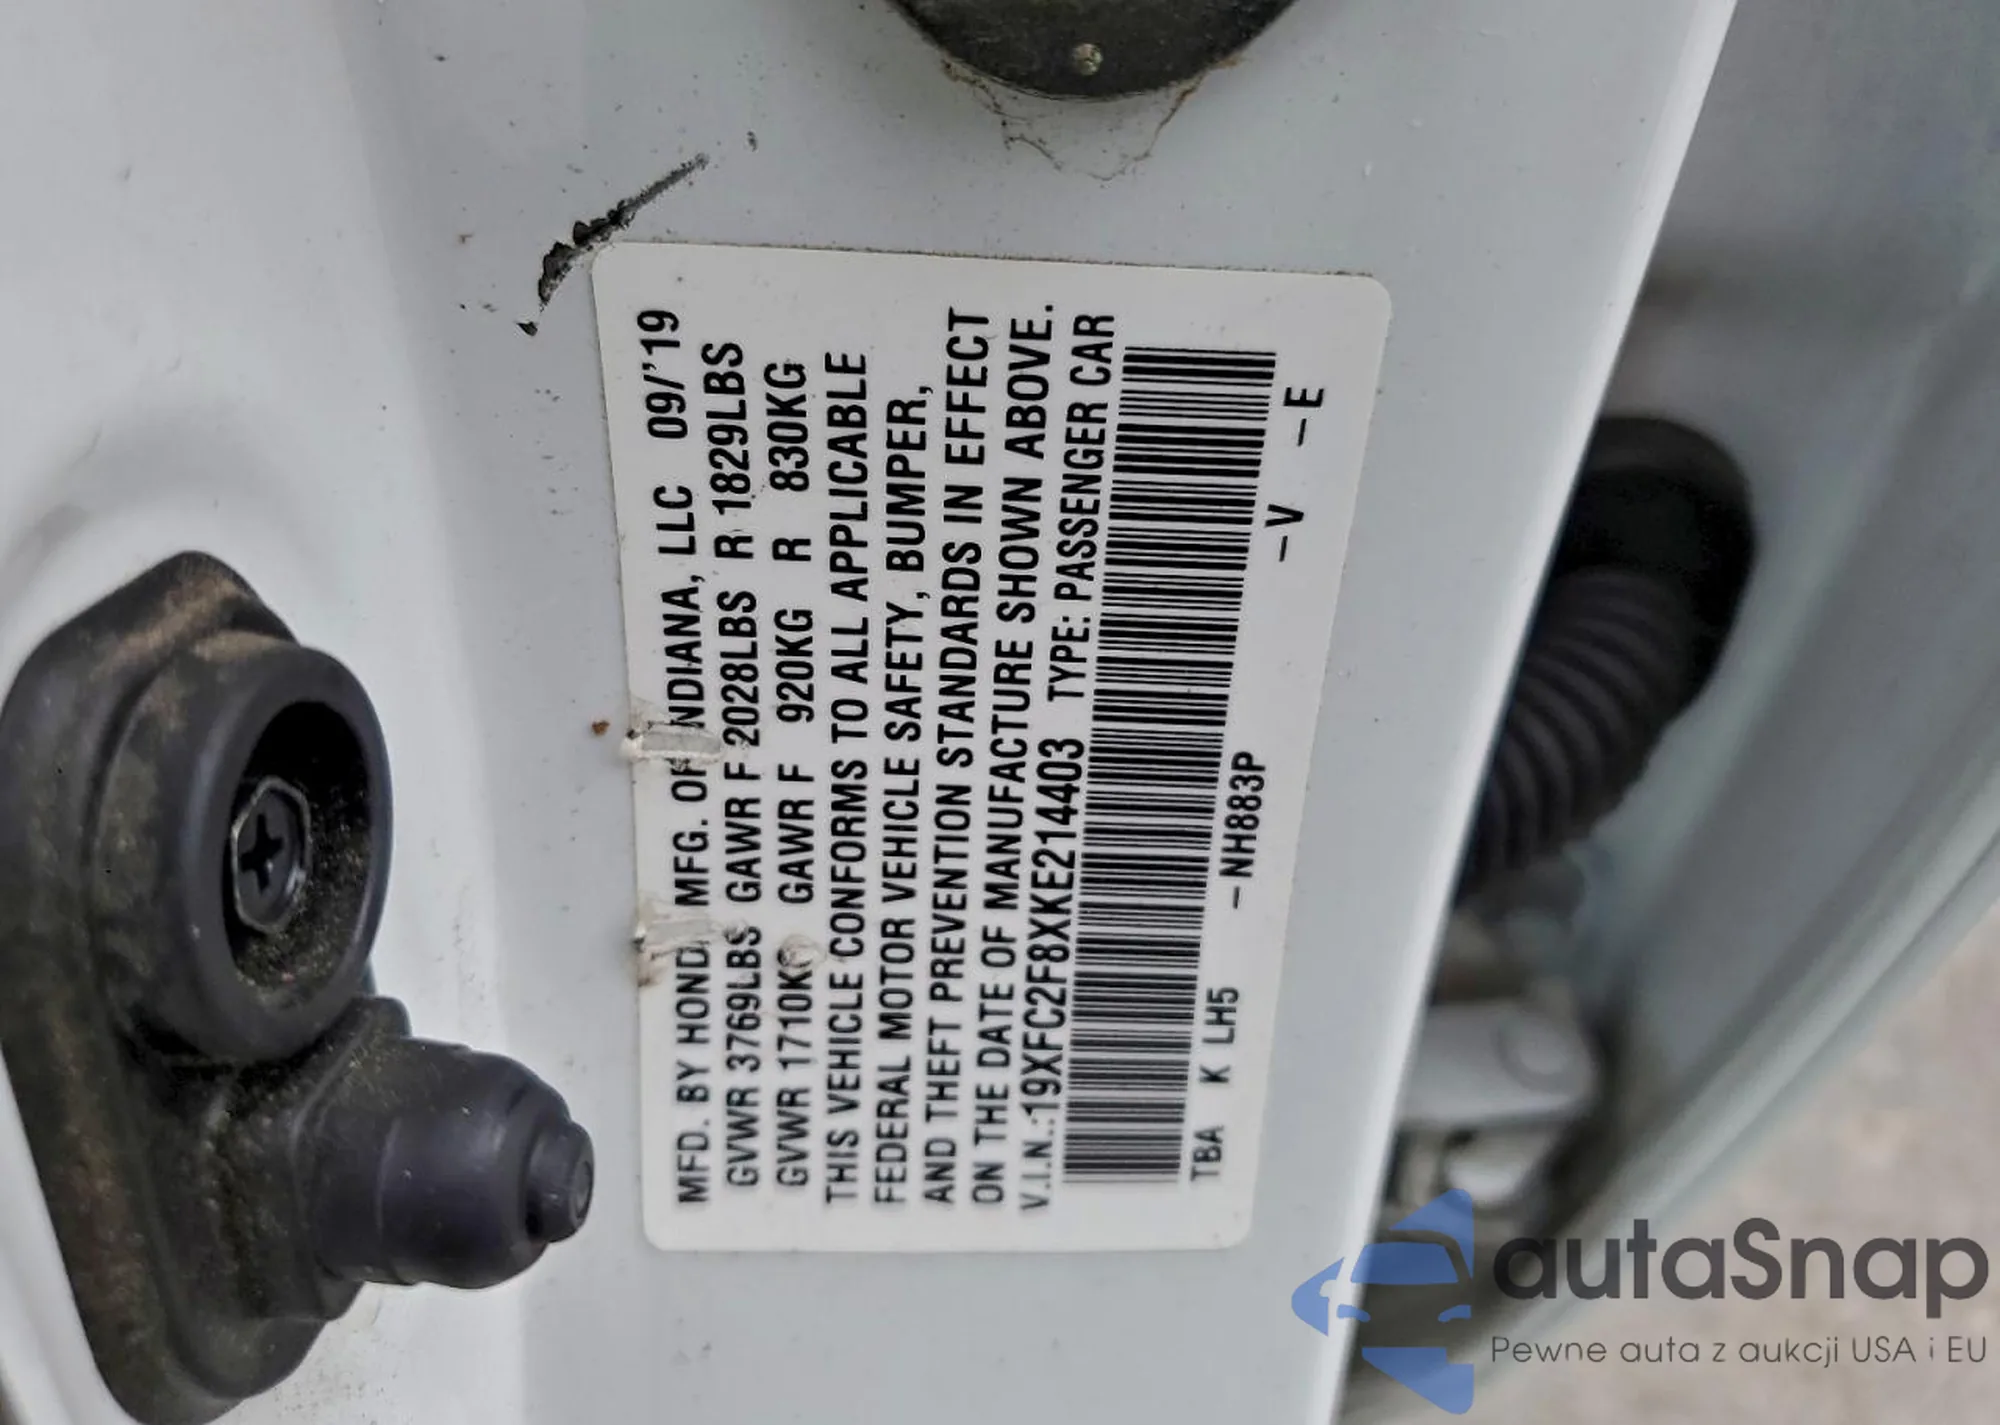 MFD. BY HONDA MFG. OF INDIANA, LLC 09/'19
GVWR 3769LBS GAWR F 2028LBS R 1829LBS
GVWR 1710KG GAWR F 920KG R 830KG
THIS VEHICLE CONFORMS TO ALL APPLICABLE
FEDERAL MOTOR VEHICLE SAFETY, BUMPER,
AND THEFT PREVENTION STANDARDS IN EFFECT
ON THE DATE OF MANUFACTURE SHOWN ABOVE.
V.I.N.:19XFC2F8XKE214403 TYPE: PASSENGER CAR
TBA K LH5 –NH883P –V –E
autaSnap
Pewne auta z aukcji USA i EU